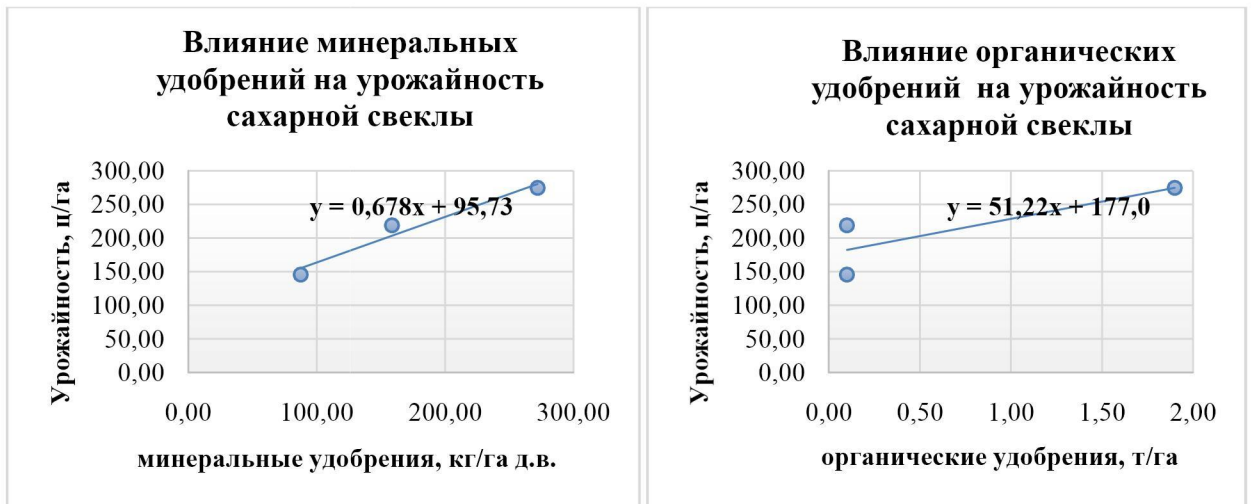 Влияние минеральных
удобрений на урожайность
сахарной свеклы
Урожайность, ц/га
300,00
250,00
200,00
150,00
100,00
50,00
0,00
y = 0,678x + 95,73
0,00 100,00 200,00 300,00
минеральные удобрения, кг/га д.в.
Влияние органических
удобрений на урожайность
сахарной свеклы
Урожайность, ц/га
300,00
250,00
200,00
150,00
100,00
50,00
0,00
y = 51,22x + 177,0
0,00 0,50 1,00 1,50 2,00
органические удобрения, т/га